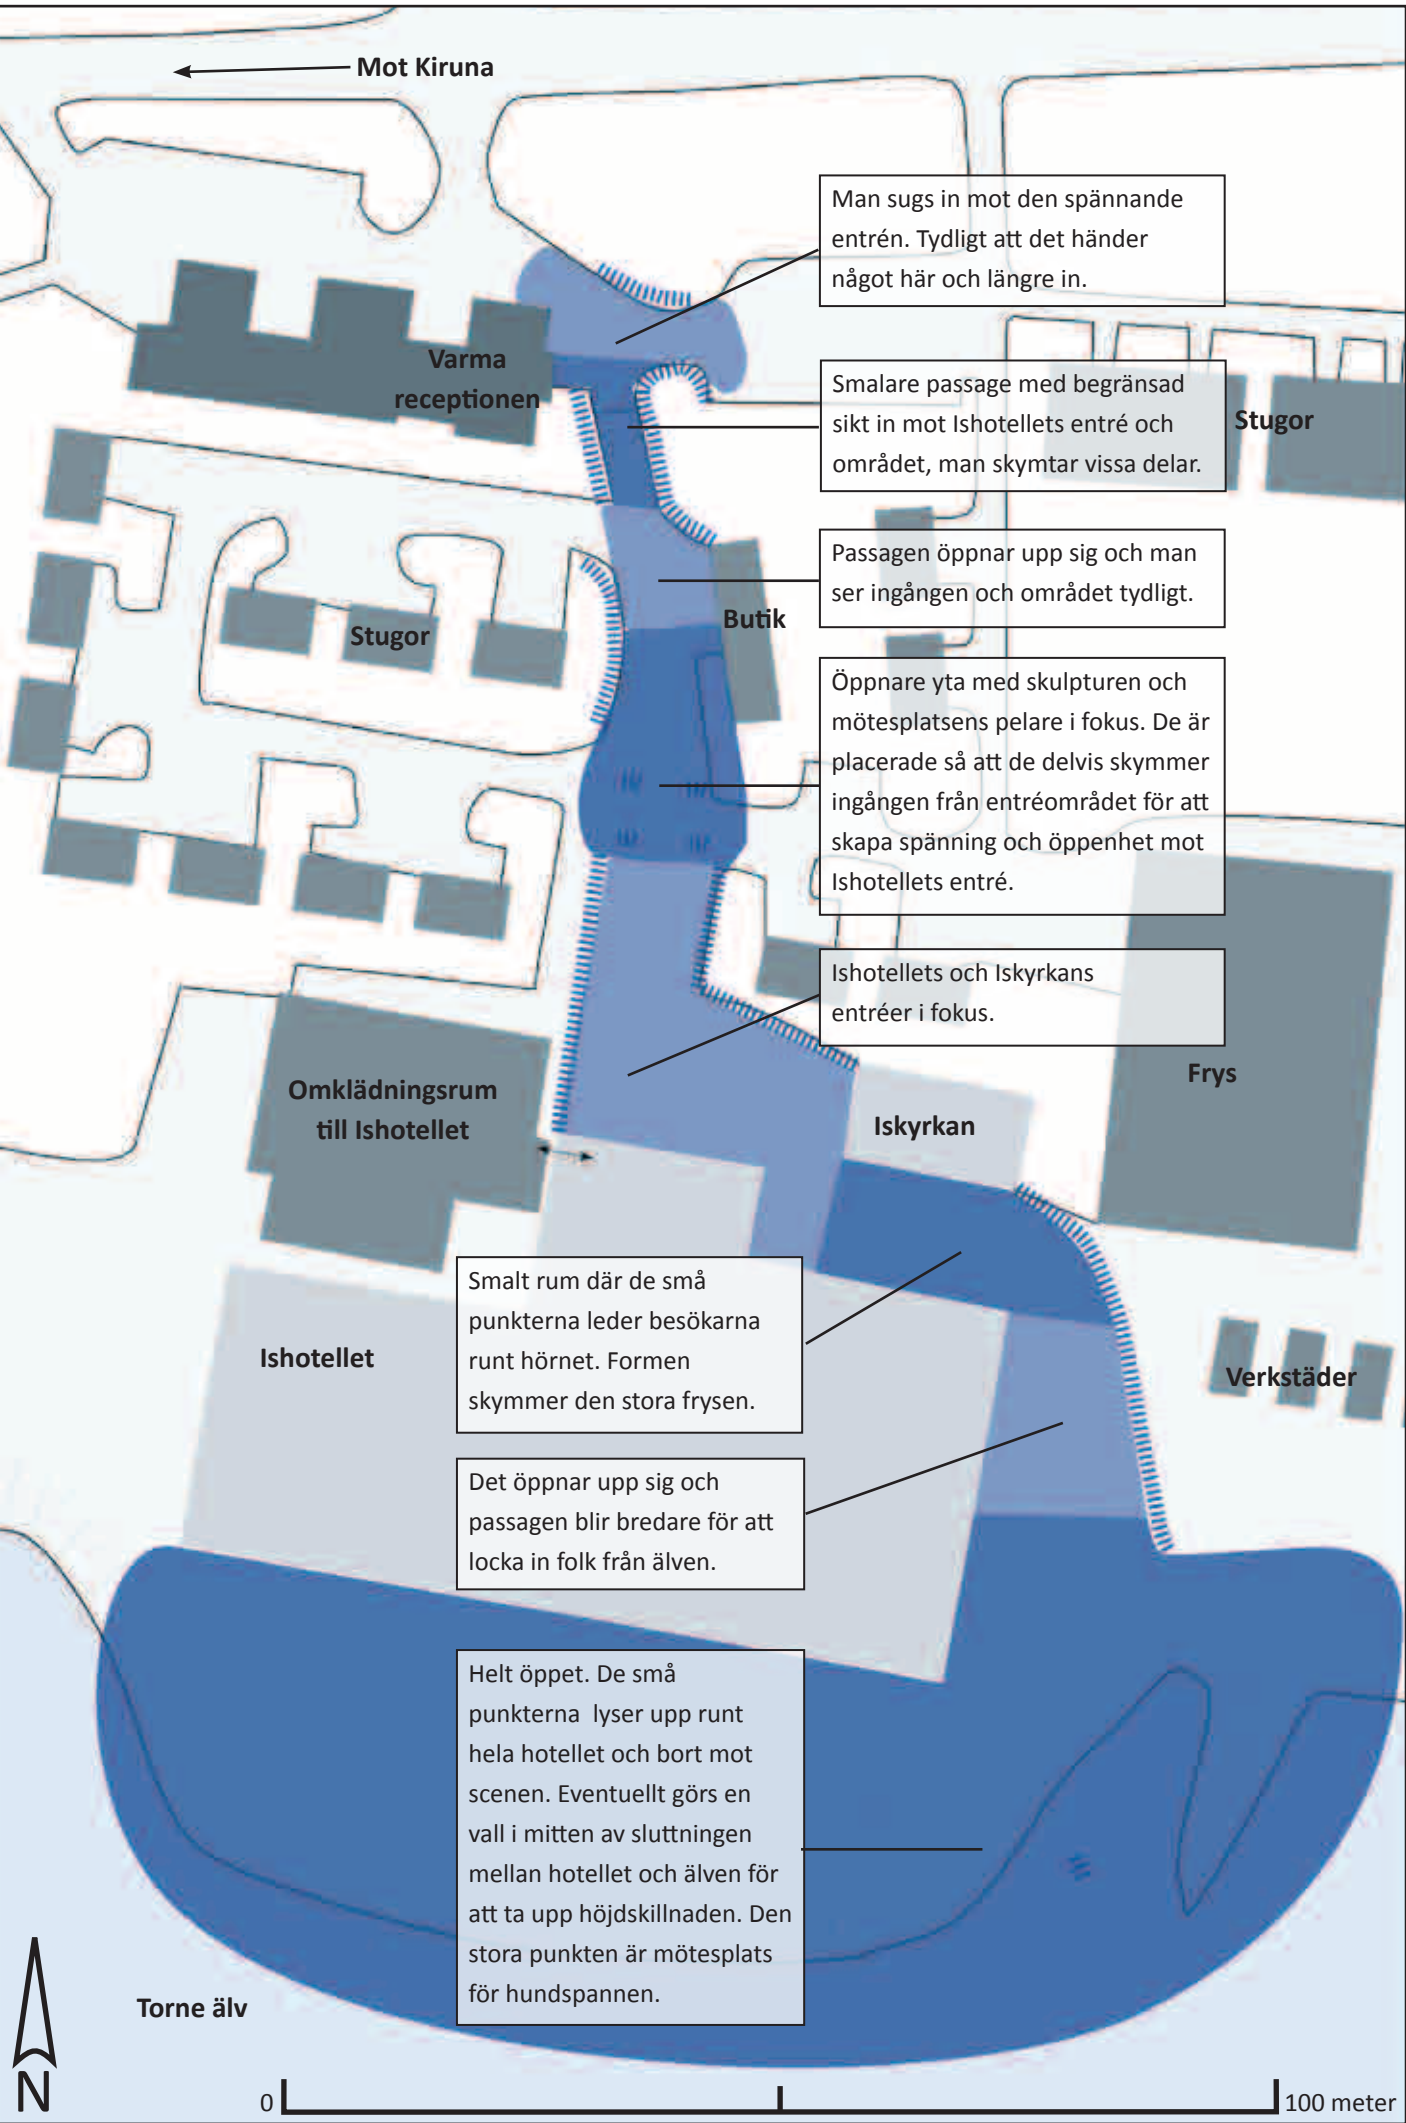 Mot Kiruna
Man sugs in mot den spännande
entrén. Tydligt att det händer
något här och längre in.
Varma
receptionen
Smalare passage med begränsad
sikt in mot Ishotellets entré och
området, man skymtar vissa delar.
Stugor
Passagen öppnar upp sig och man
ser ingången och området tydligt.
Butik
Stugor
Öppnare yta med skulpturen och
mötesplatsens pelare i fokus. De är
placerade så att de delvis skymmer
ingången från entréområdet för att
skapa spänning och öppenhet mot
Ishotellets entré.
Ishotellets och Iskyrkans
entréer i fokus.
Frys
Omklädningsrum
till Ishotellet
Iskyrkan
Smalt rum där de små
punkterna leder besökarna
runt hörnet. Formen
skymmer den stora frysen.
Ishotellet
Verkstäder
Det öppnar upp sig och
passagen blir bredare för att
locka in folk från älven.
Helt öppet. De små
punkterna  lyser upp runt
hela hotellet och bort mot
scenen. Eventuellt görs en
vall i mitten av sluttningen
mellan hotellet och älven för
att ta upp höjdskillnaden. Den
stora punkten är mötesplats
för hundspannen.
Torne älv
N
0
100 meter